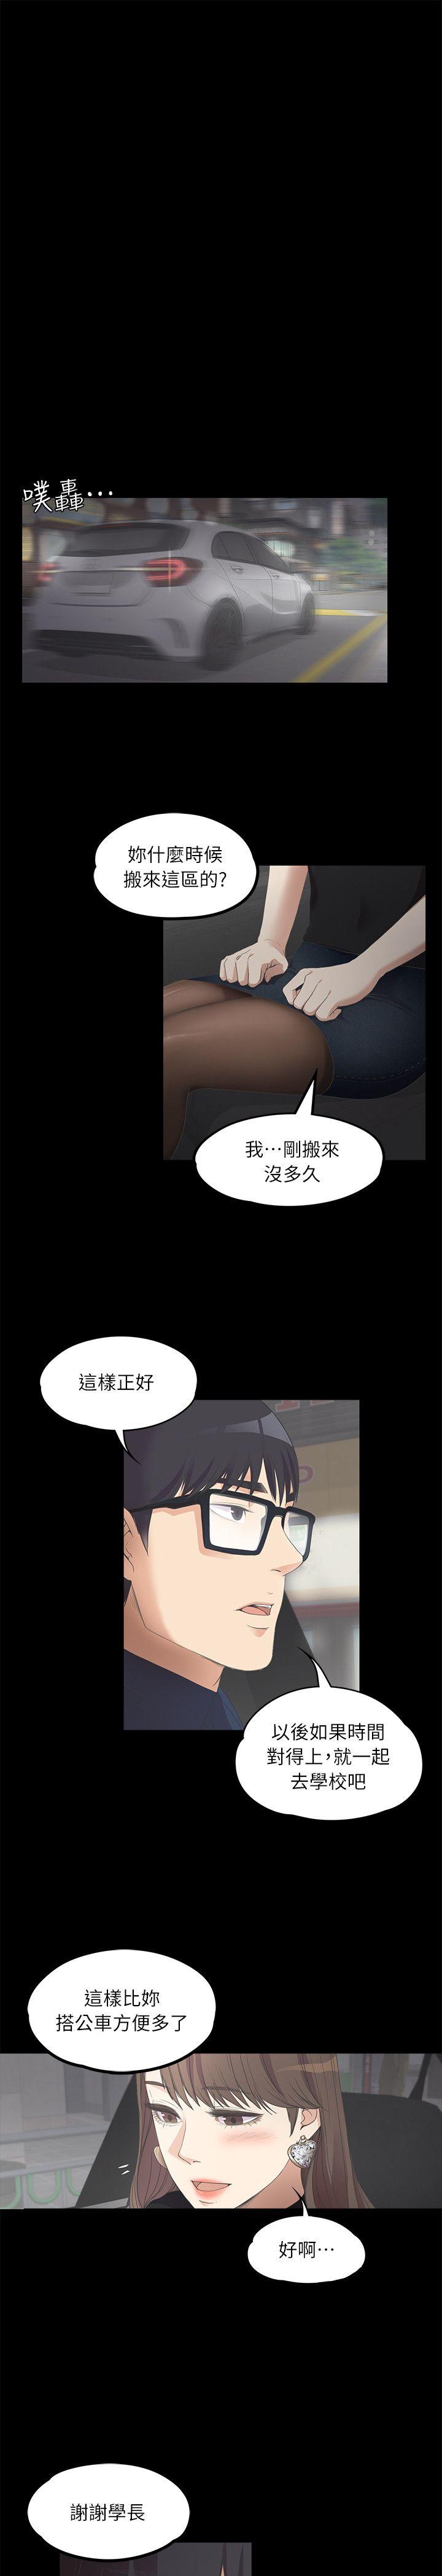 噗轟…
妳什麼時候
搬來這區的?
我…剛搬來
沒多久
這樣正好
以後如果時間
對得上,就一起
去學校吧
這樣比妳
搭公車方便多了
好啊…
謝謝學長